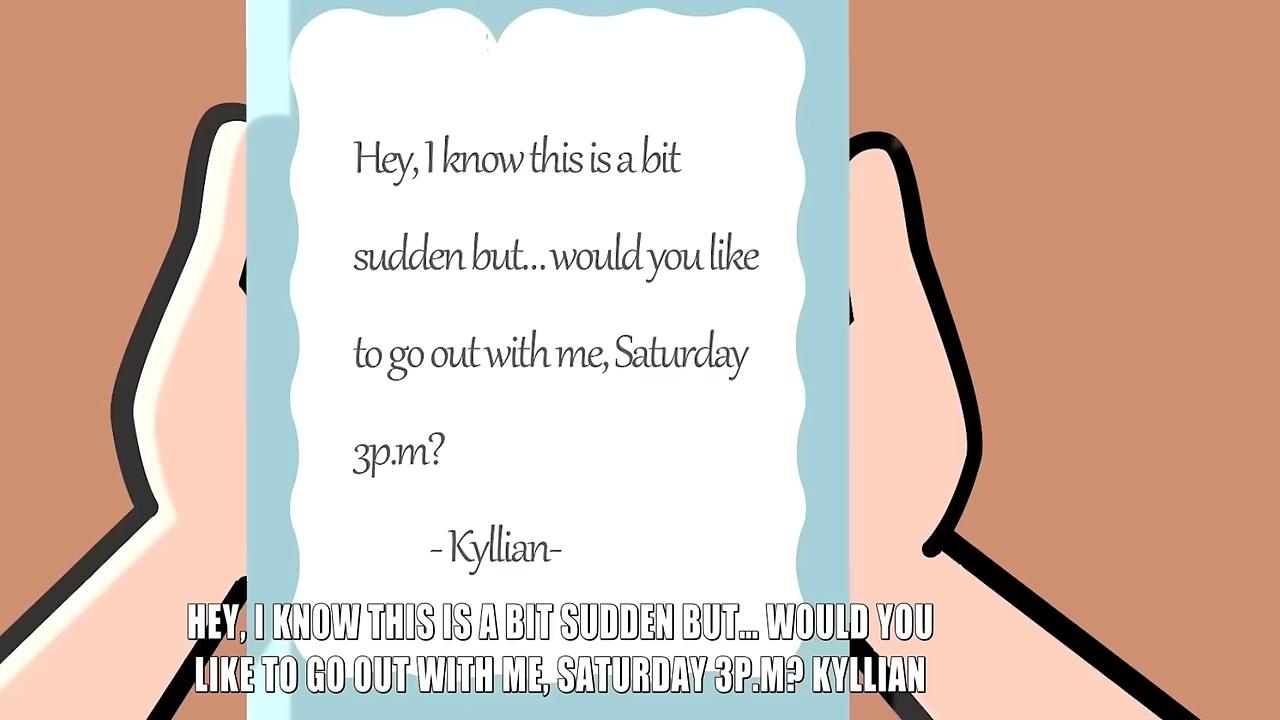 Hey, I know this is a bit
sudden but...would you like
to go out with me, Saturday
3p.m?
- Kyllian-
HEY, I KNOW THIS IS A BIT SUDDEN BUT... WOULD YOU
LIKE TO GO OUT WITH ME, SATURDAY 3P.M? KYLLIAN